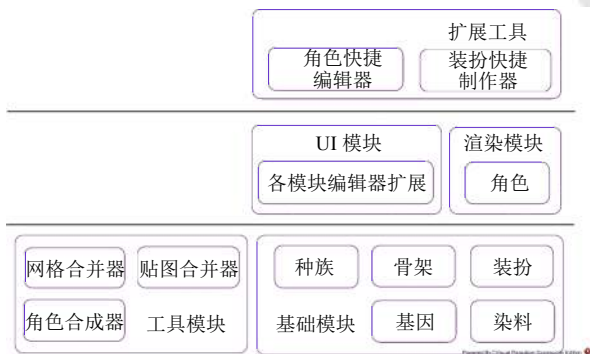 扩展工具
角色快捷
编辑器
装扮快捷
制作器
UI 模块
渲染模块
各模块编辑器扩展
角色
网格合并器
贴图合并器
种族
骨架
装扮
角色合成器
工具模块
基础模块
基因
染料